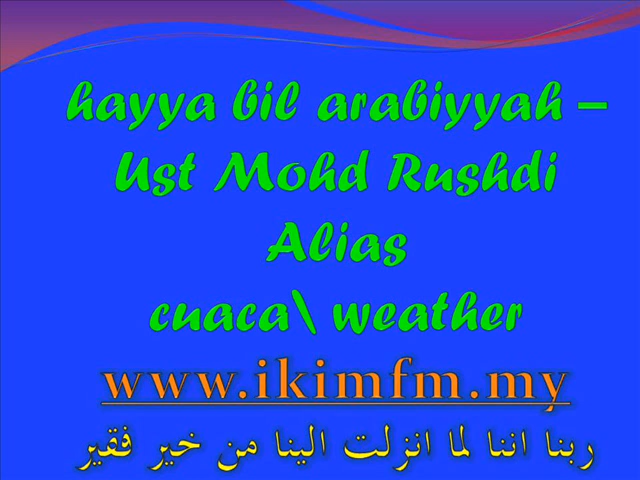 hayya bil arabiyyah –
Ust Mohd Rushdi
Alias
cuaca\ weather
www.ikimfm.my
ربنا اننا لما انزلت الينا من خير فقير